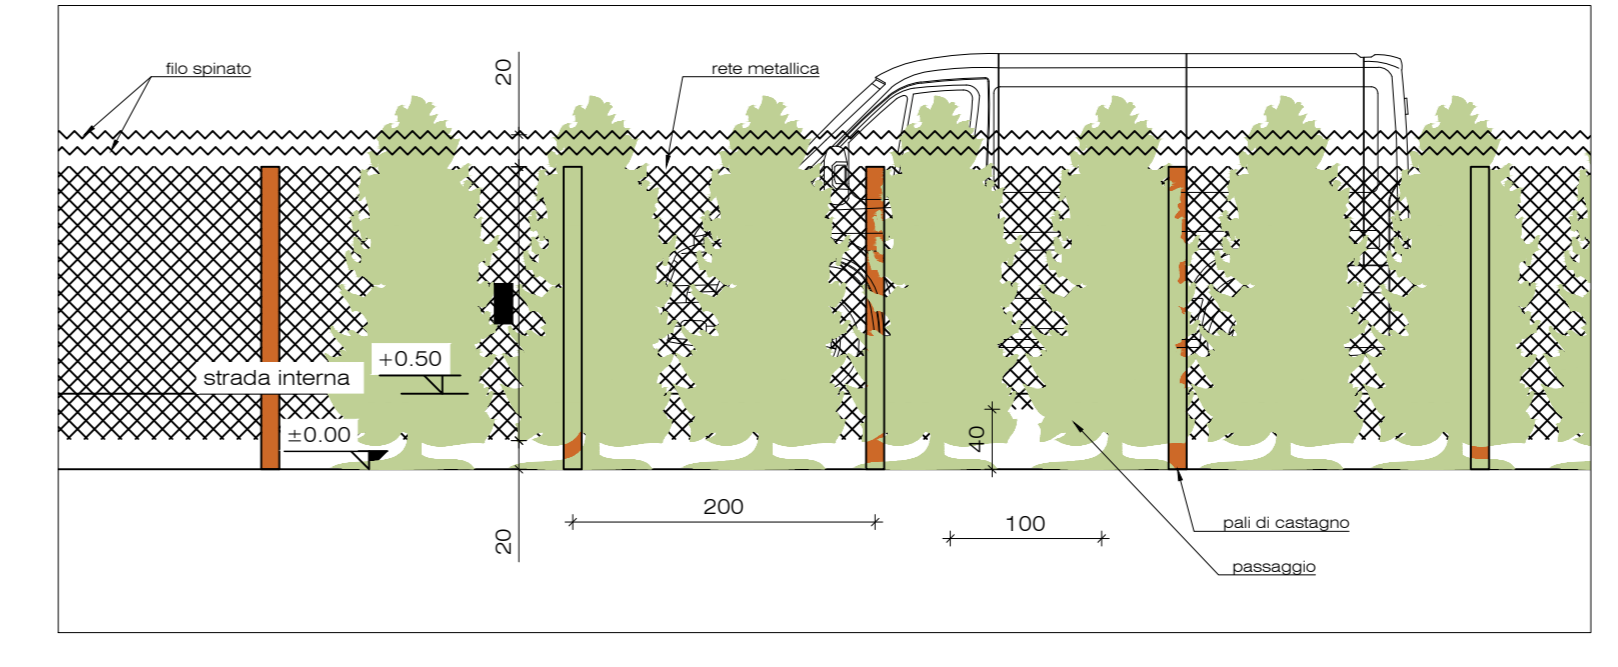 filo spinato
20
rete metallica
+0.50
strada interna
±0.00
40
200
100
20
pali di castagno
passaggio